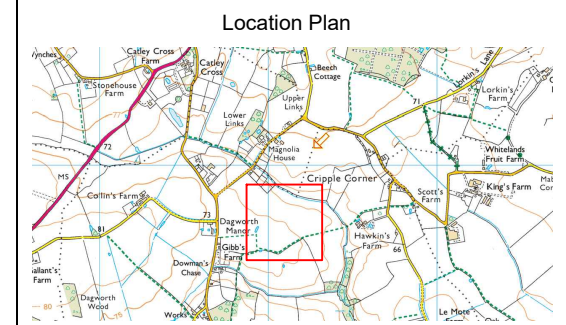 Location Plan
Catley Cross
Farm
Catley
Cross
Beech
Cottage
Lorkin's Lane
Stonehouse
Farm
Upper
Links
Lorkin's
Farm
71
Lower
Links
72
Magnolia
House
Whitelands
Fruit Farm
MS
Cripple Corner
Collin's Farm
Scott's
Farm
King's Farm
73
Dagworth
Manor
81
Gibb's
Farm
Hawkin's
Farm
66
Dowman's
Chase
80
Dagworth
Wood
75
Works
Le Mote